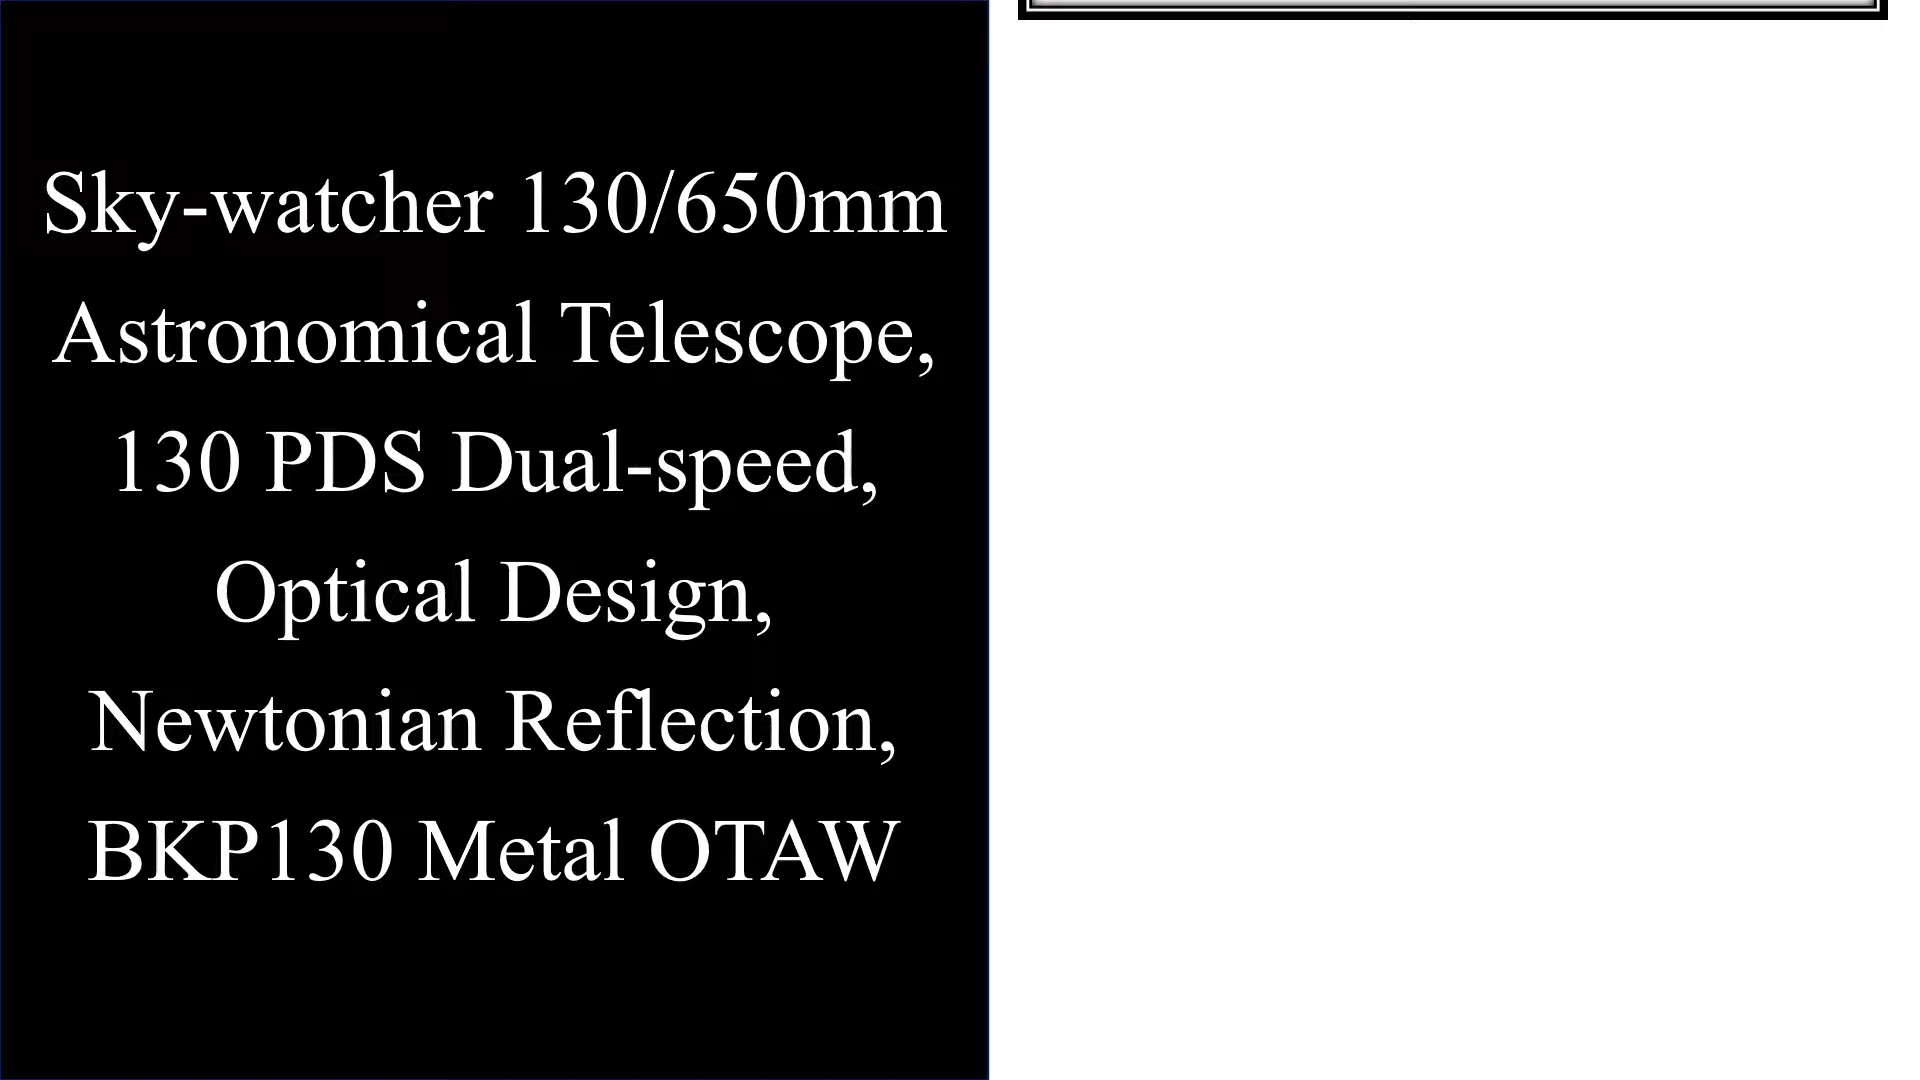 Sky-watcher 130/650mm
Astronomical Telescope,
130 PDS Dual-speed,
Optical Design,
Newtonian Reflection,
BKP130 Metal OTAW